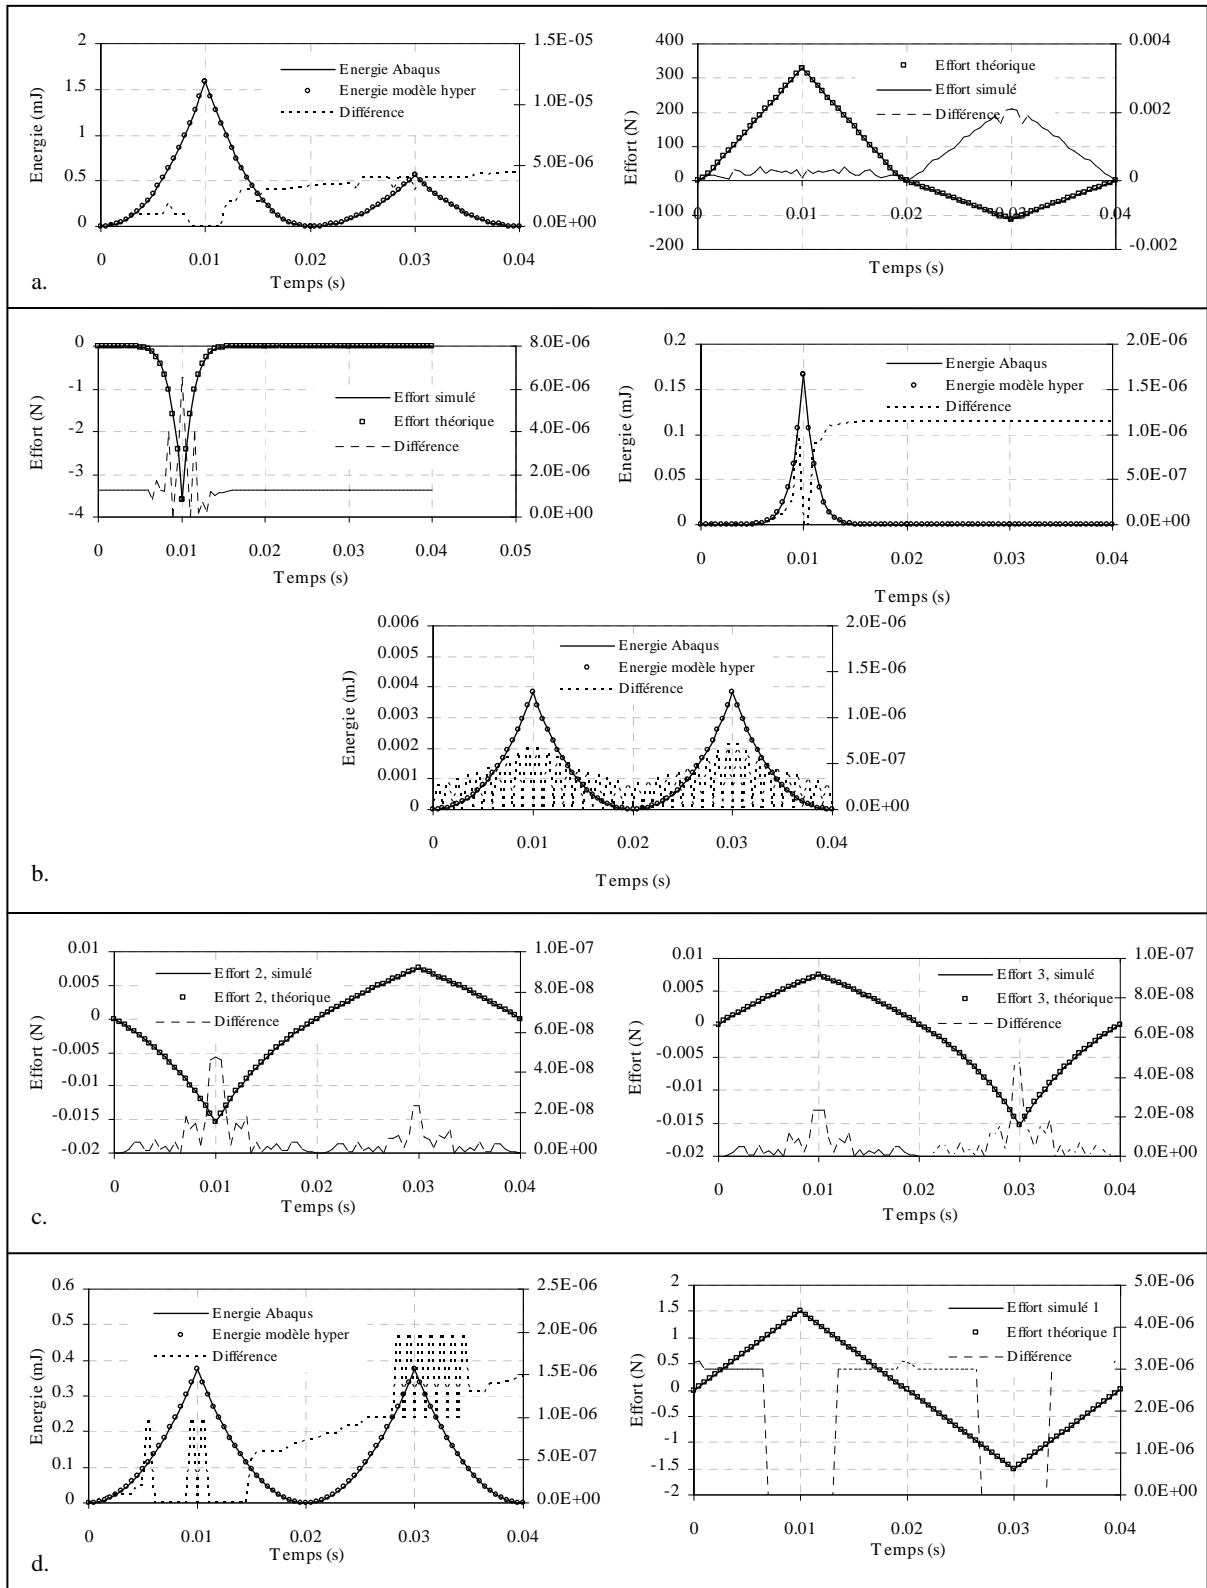 2
1.5
1
0.5
0
Energie (mJ)
1.5E-05
1.0E-05
5.0E-06
0.0E+00
Energie Abaqus
Energie modèle hyper
Différence
0 0.01 0.02 0.03 0.04
Temps (s)
400
300
200
100
0
-100
-200
Effort (N)
0.004
0.002
0
-0.002
Effort théorique
Effort simulé
Différence
0 0.01 0.02 0.03 0.04
Temps (s)
a.
0
-1
-2
-3
-4
Effort (N)
8.0E-06
6.0E-06
4.0E-06
2.0E-06
0.0E+00
Effort simulé
Effort théorique
Différence
0 0.01 0.02 0.03 0.04 0.05
Temps (s)
0.2
0.15
0.1
0.05
0
Energie (mJ)
2.0E-06
1.5E-06
1.0E-06
5.0E-07
0.0E+00
Energie Abaqus
Energie modèle hyper
Différence
0 0.01 0.02 0.03 0.04
Temps (s)
0.006
0.005
0.004
0.003
0.002
0.001
0
Energie (mJ)
2.0E-06
1.5E-06
1.0E-06
5.0E-07
0.0E+00
Energie Abaqus
Energie modèle hyper
Différence
0 0.01 0.02 0.03 0.04
Temps (s)
b.
0.01
0.005
0
-0.005
-0.01
-0.015
-0.02
Effort (N)
1.0E-07
8.0E-08
6.0E-08
4.0E-08
2.0E-08
0.0E+00
Effort 2, simulé
Effort 2, théorique
Différence
0 0.01 0.02 0.03 0.04
Temps (s)
0.01
0.005
0
-0.005
-0.01
-0.015
-0.02
Effort (N)
1.0E-07
8.0E-08
6.0E-08
4.0E-08
2.0E-08
0.0E+00
Effort 3, simulé
Effort 3, théorique
Différence
0 0.01 0.02 0.03 0.04
Temps (s)
c.
0.6
0.5
0.4
0.3
0.2
0.1
0
Energie (mJ)
2.5E-06
2.0E-06
1.5E-06
1.0E-06
5.0E-07
0.0E+00
Energie Abaqus
Energie modèle hyper
Différence
0 0.01 0.02 0.03 0.04
Temps (s)
2
1.5
1
0.5
0
-0.5
-1
-1.5
-2
Effort (N)
5.0E-06
4.0E-06
3.0E-06
2.0E-06
1.0E-06
0.0E+00
Effort simulé 1
Effort théorique 1
Différence
0 0.01 0.02 0.03 0.04
Temps (s)
d.